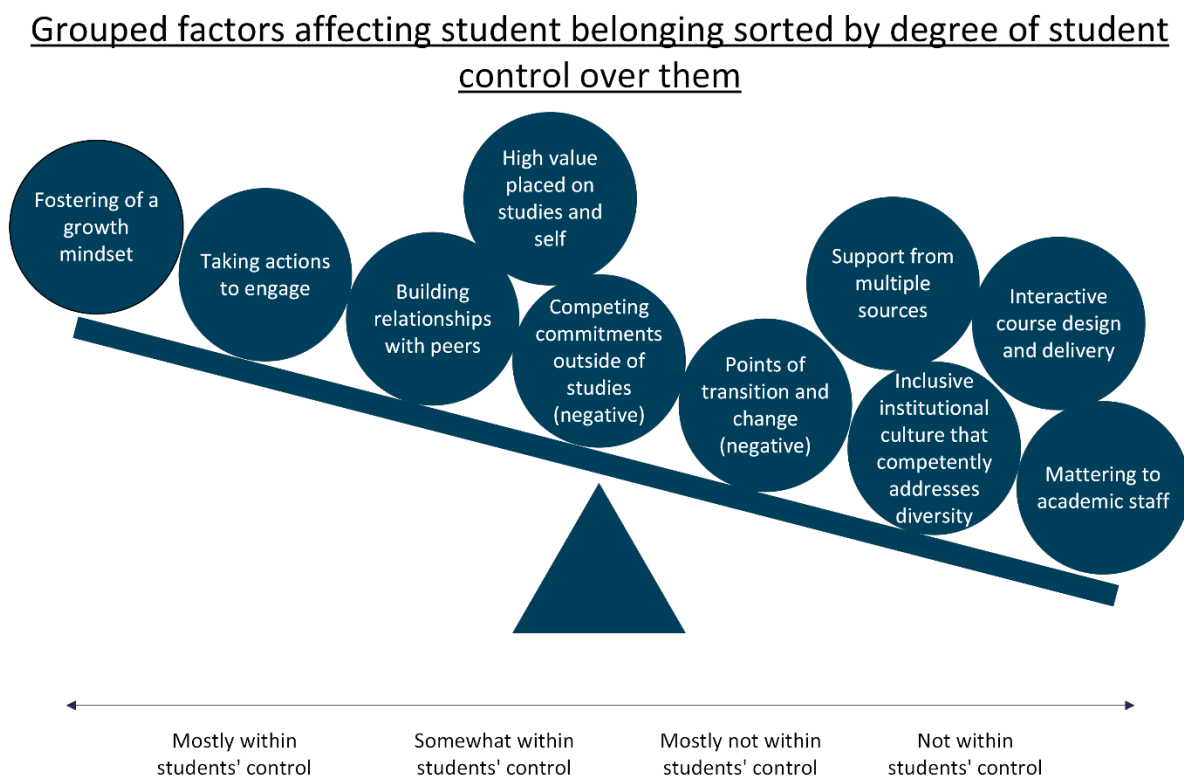 Grouped factors affecting student belonging sorted by degree of student
control over them
Fostering of a
growth
mindset
Taking actions
to engage
Building
relationships
with peers
High value
placed on
studies and
self
Competing
commitments
outside of
studies
(negative)
Points of
transition and
change
(negative)
Support from
multiple
sources
Inclusive
institutional
culture that
competently
addresses
diversity
Interactive
course design
and delivery
Mattering to
academic staff
Mostly within
students' control
Somewhat within
students' control
Mostly not within
students' control
Not within
students' control